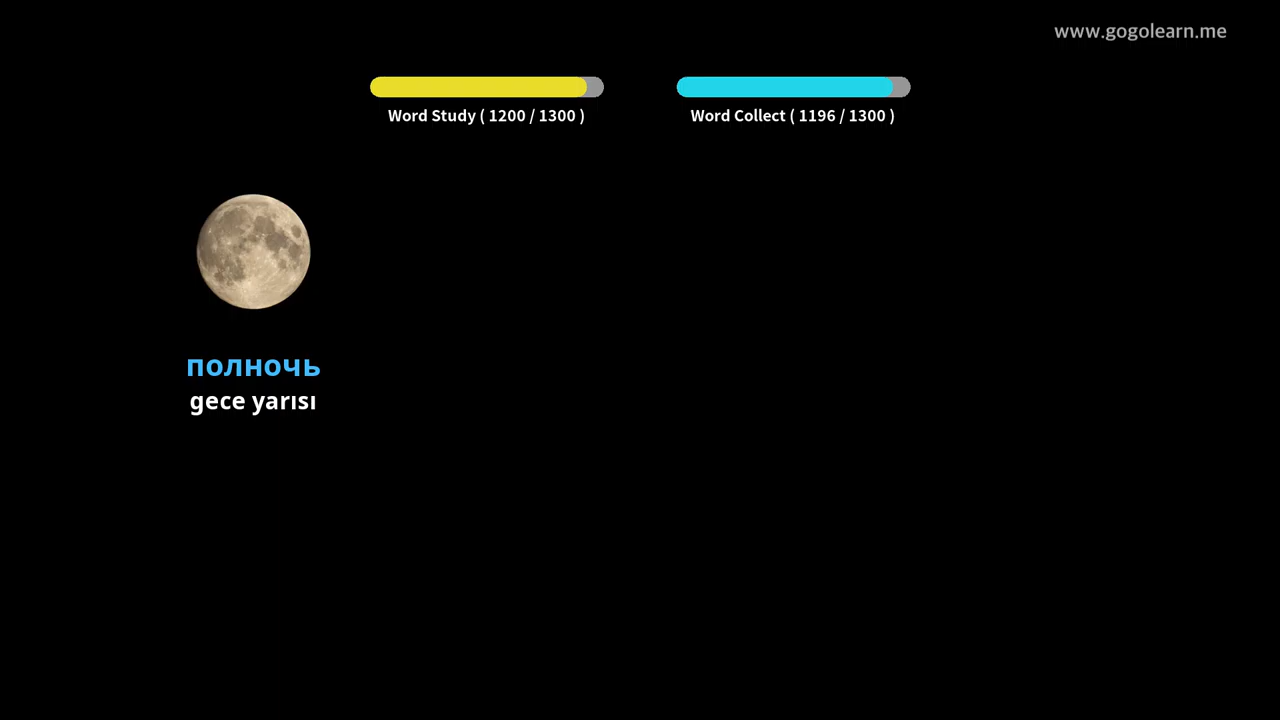 www.gogolearn.me
Word Study ( 1200 / 1300 )
Word Collect ( 1196 / 1300 )
полночь
gece yarısı